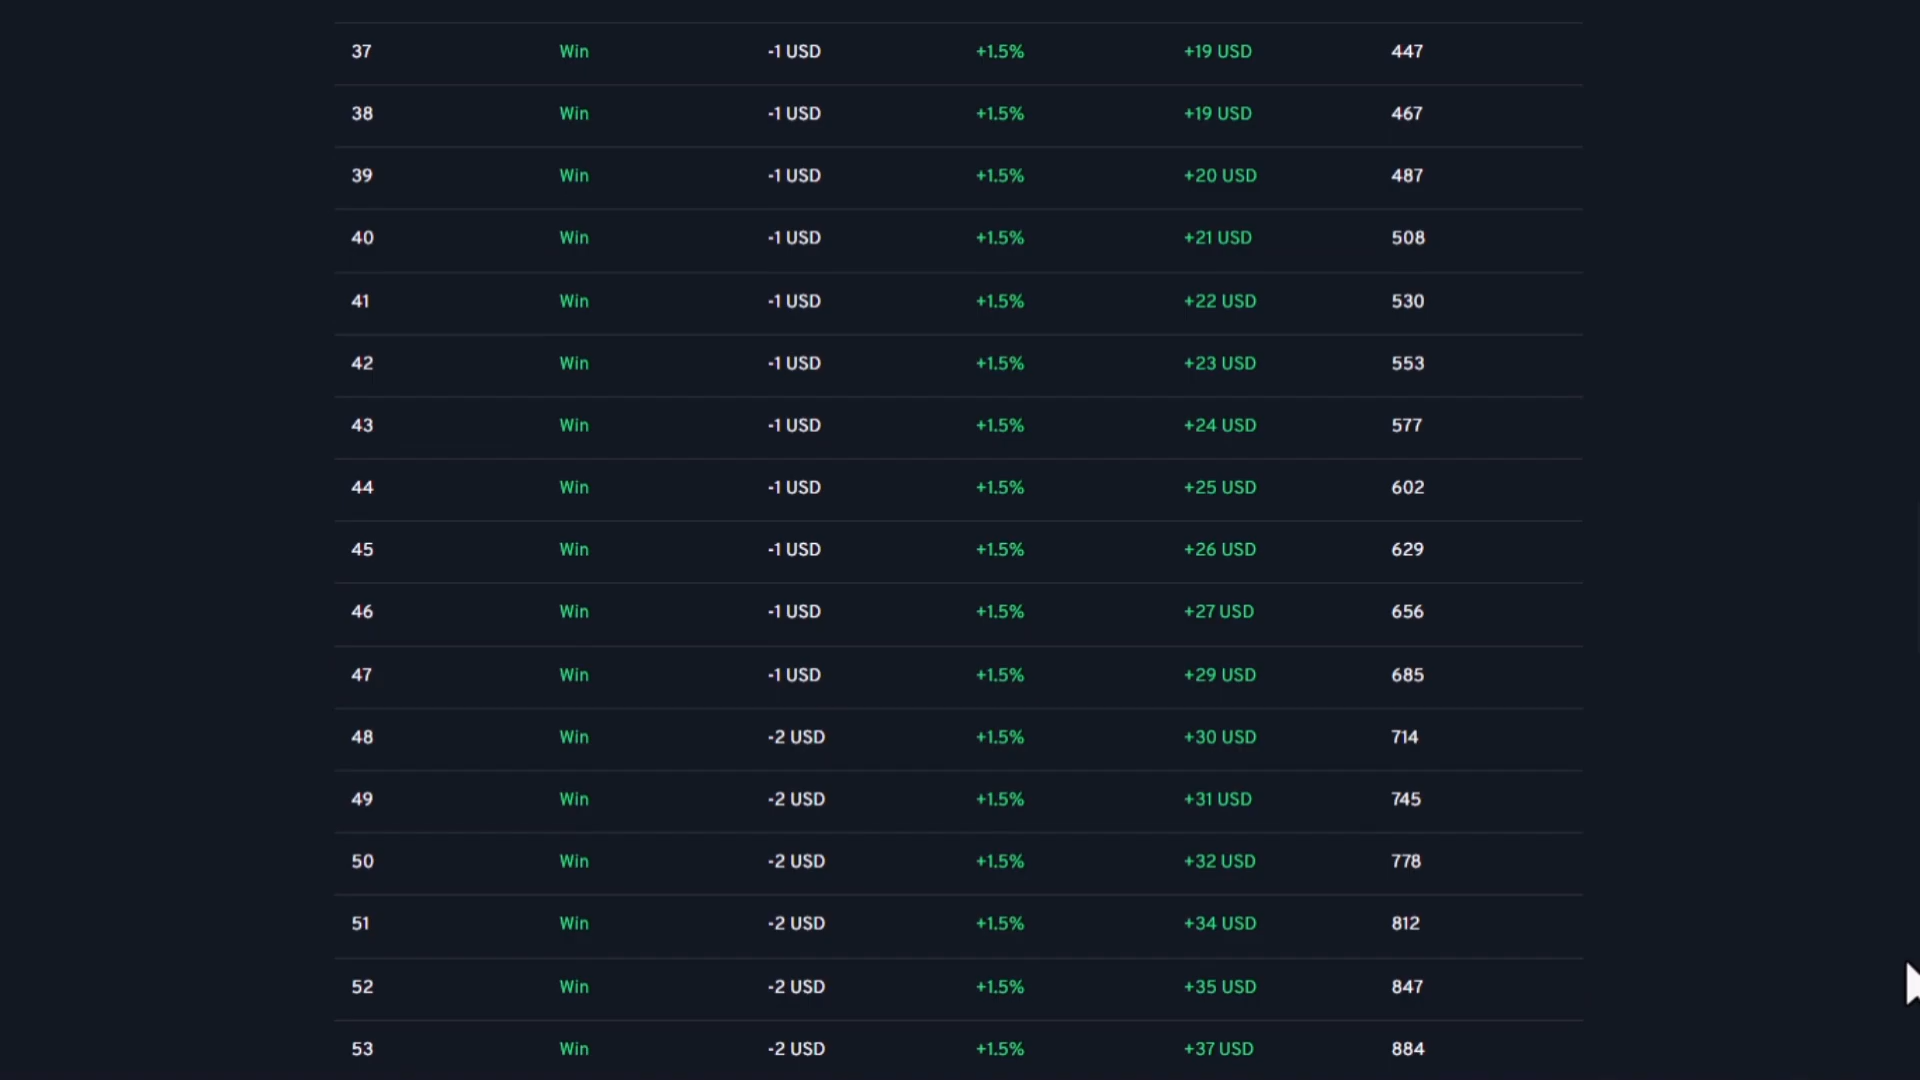 37 Win -1 USD +1.5% +19 USD 447
38 Win -1 USD +1.5% +19 USD 467
39 Win -1 USD +1.5% +20 USD 487
40 Win -1 USD +1.5% +21 USD 508
41 Win -1 USD +1.5% +22 USD 530
42 Win -1 USD +1.5% +23 USD 553
43 Win -1 USD +1.5% +24 USD 577
44 Win -1 USD +1.5% +25 USD 602
45 Win -1 USD +1.5% +26 USD 629
46 Win -1 USD +1.5% +27 USD 656
47 Win -1 USD +1.5% +29 USD 685
48 Win -2 USD +1.5% +30 USD 714
49 Win -2 USD +1.5% +31 USD 745
50 Win -2 USD +1.5% +32 USD 778
51 Win -2 USD +1.5% +34 USD 812
52 Win -2 USD +1.5% +35 USD 847
53 Win -2 USD +1.5% +37 USD 884